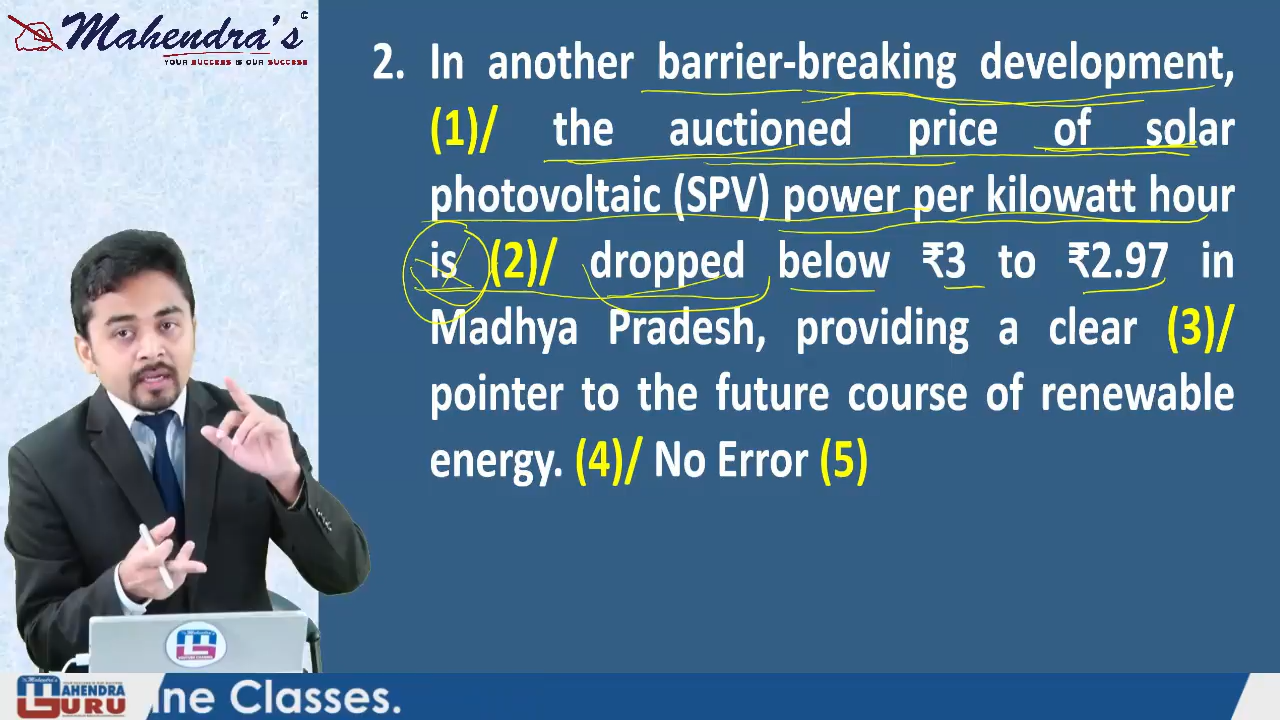 Mahendra's
YOUR SUCCESS IS OUR SUCCESS
2. In another barrier-breaking development,
(1)/ the auctioned price of solar
photovoltaic (SPV) power per kilowatt hour
is (2)/ dropped below ₹3 to ₹2.97 in
Madhya Pradesh, providing a clear (3)/
pointer to the future course of renewable
energy. (4)/ No Error (5)
MAHENDRA
GURU
ine Classes.